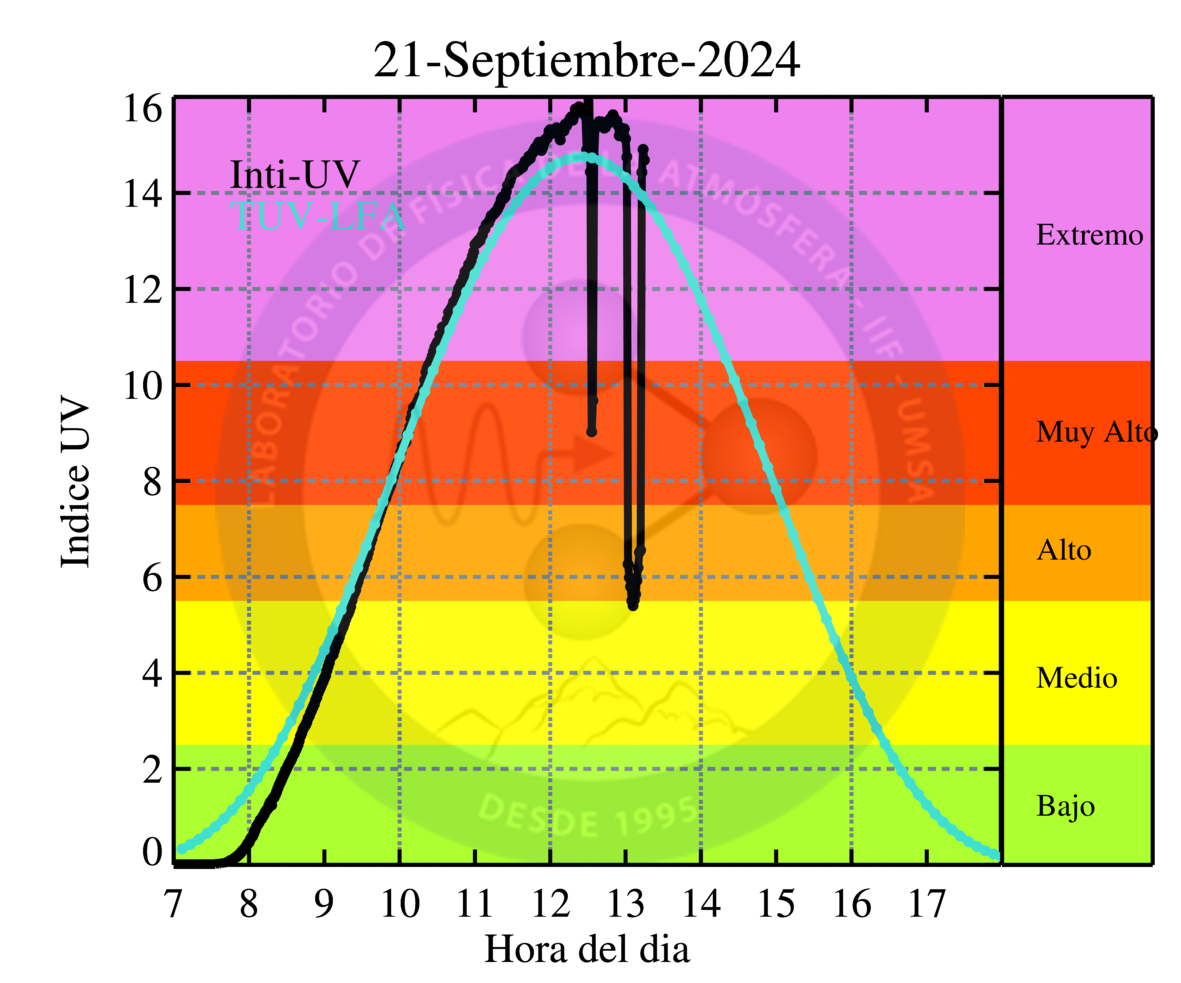 21-Septiembre-2024
Inti-UV
TUV-LFA
LABORATORIO DE FÍSICA DE LA ATMÓSFERA - IIF - UMSA
DESDE 1995
Indice UV
16
14
12
10
8
6
4
2
0
Extremo
Muy Alto
Alto
Medio
Bajo
7 8 9 10 11 12 13 14 15 16 17
Hora del dia